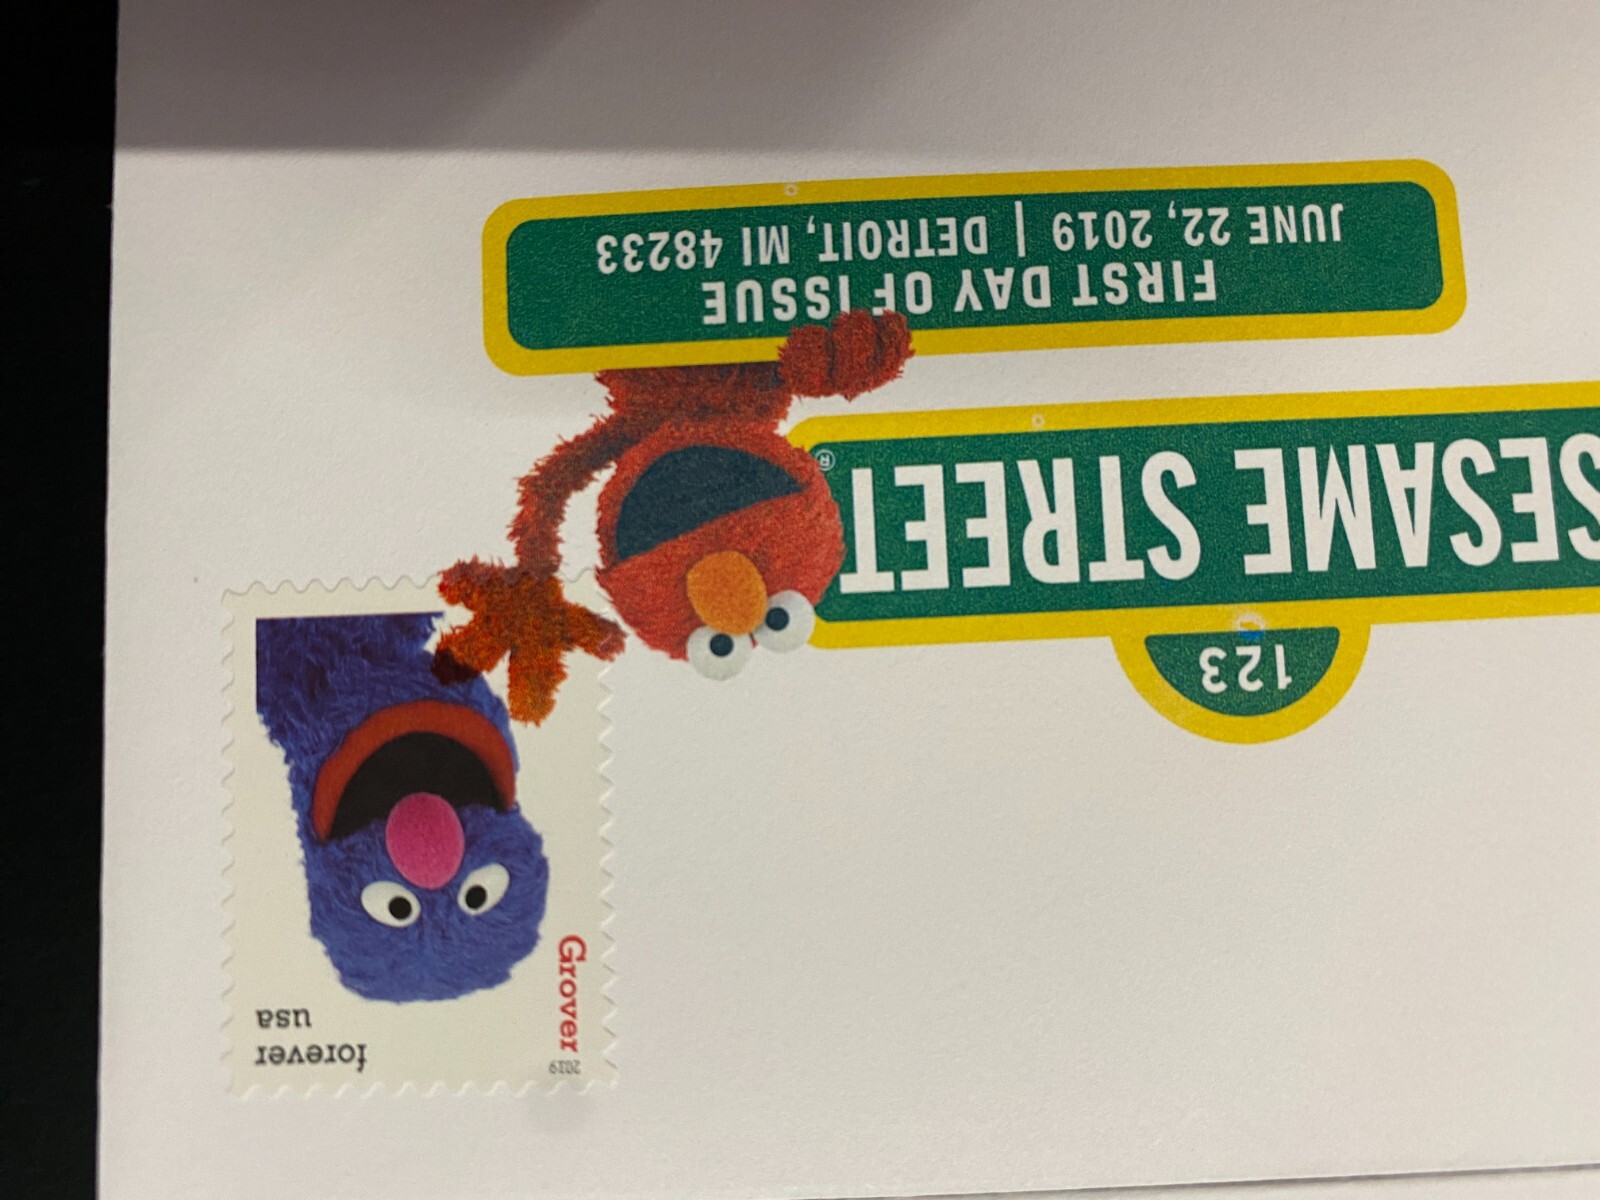 forever
usa
2019
Grover
123
SESAME STREET®
FIRST DAY OF ISSUE
JUNE 22, 2019 | DETROIT, MI 48233